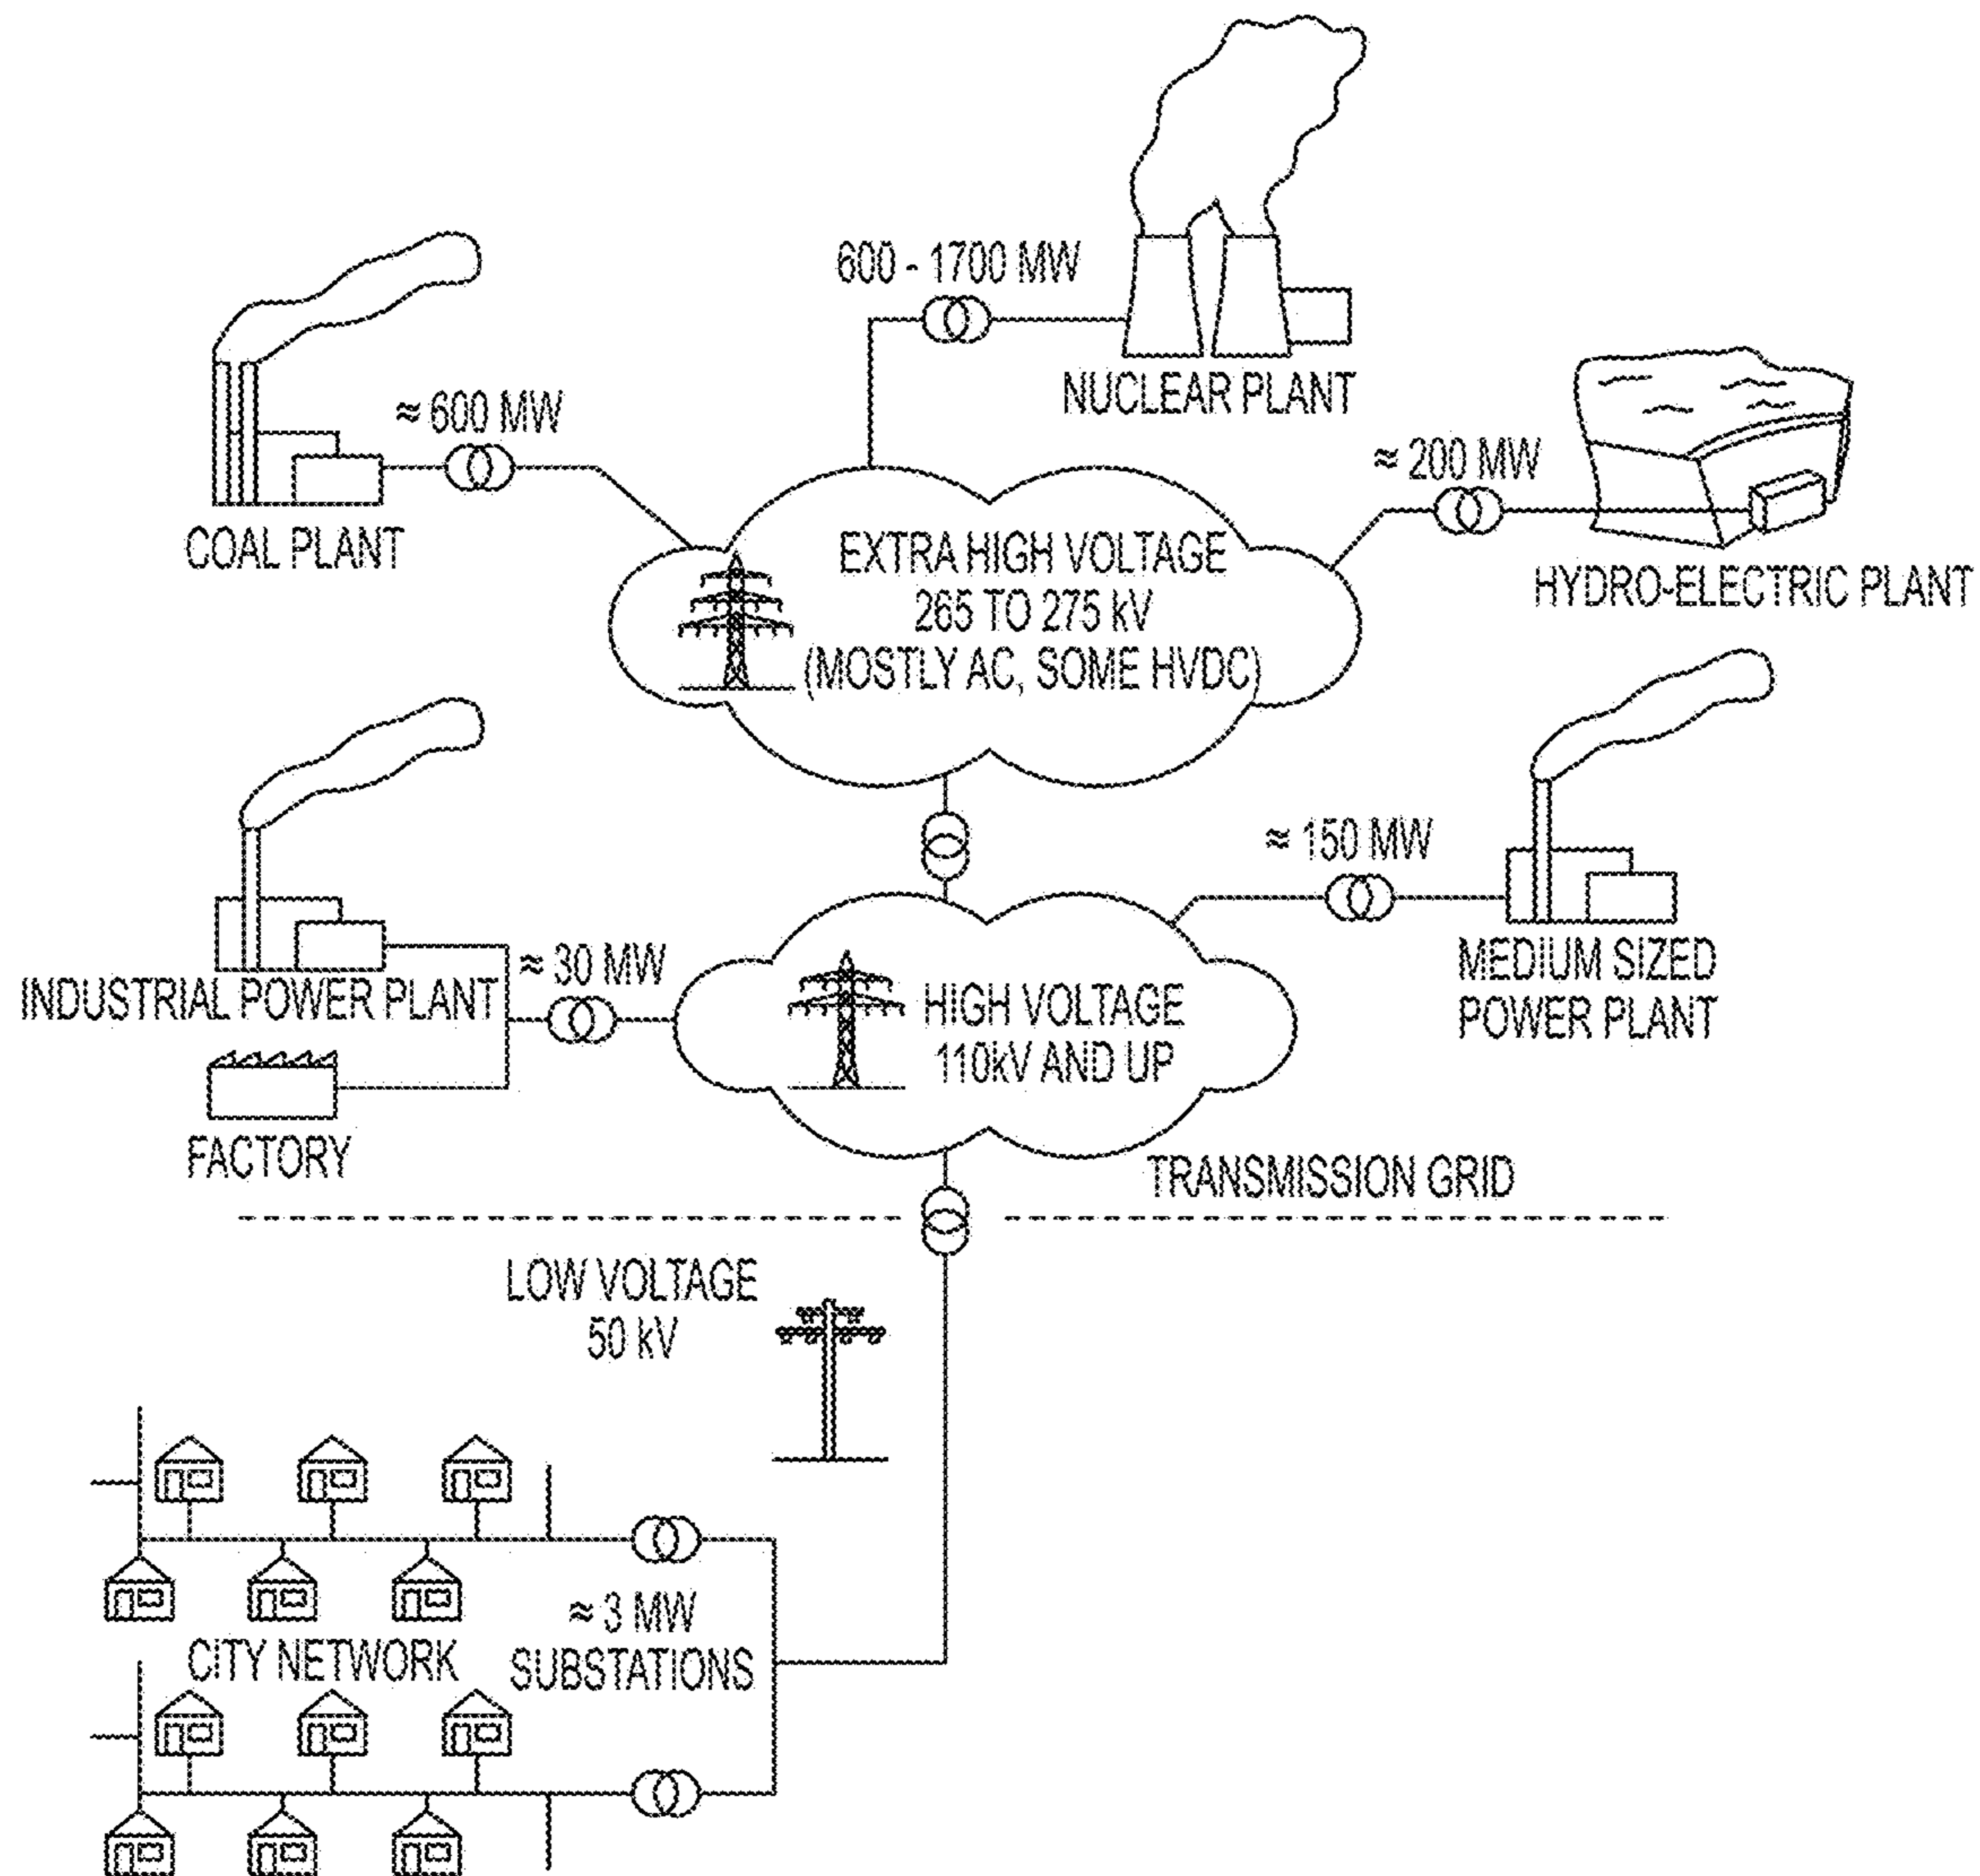 600 - 1700 MW
NUCLEAR PLANT
≈ 600 MW
COAL PLANT
≈ 200 MW
HYDRO-ELECTRIC PLANT
EXTRA HIGH VOLTAGE
265 TO 275 kV
(MOSTLY AC, SOME HVDC)
≈ 150 MW
MEDIUM SIZED
POWER PLANT
INDUSTRIAL POWER PLANT
≈ 30 MW
HIGH VOLTAGE
110kV AND UP
FACTORY
TRANSMISSION GRID
LOW VOLTAGE
50 kV
≈ 3 MW
SUBSTATIONS
CITY NETWORK